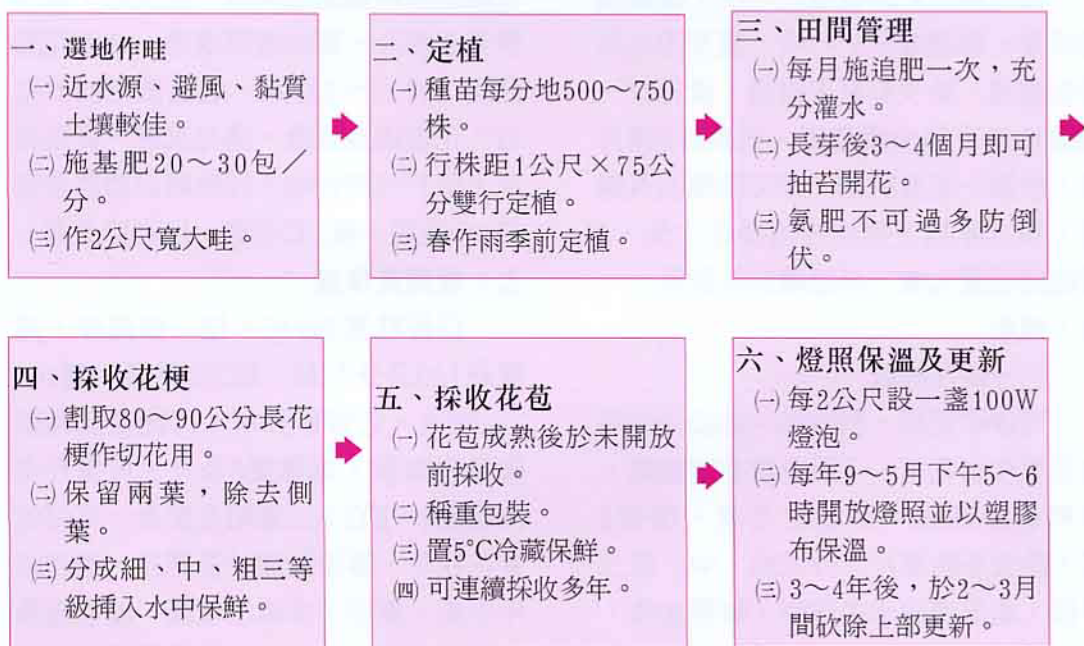 一、選地作畦
㈠近水源、避風、黏質
土壤較佳。
㈡施基肥20～30包／
分。
㈢作2公尺寬大畦。
二、定植
㈠種苗每分地500～750
株。
㈡行株距1公尺×75公
分雙行定植。
㈢春作雨季前定植。
三、田間管理
㈠每月施追肥一次，充
分灌水。
㈡長芽後3～4個月即可
抽苔開花。
㈢氨肥不可過多防倒
伏。
四、採收花梗
㈠割取80～90公分長花
梗作切花用。
㈡保留兩葉，除去側
葉。
㈢分成細、中、粗三等
級插入水中保鮮。
五、採收花苞
㈠花苞成熟後於未開放
前採收。
㈡稱重包裝。
㈢置5°C冷藏保鮮。
㈣可連續採收多年。
六、燈照保溫及更新
㈠每2公尺設一盞100W
燈泡。
㈡每年9～5月下午5～6
時開放燈照並以塑膠
布保溫。
㈢3～4年後，於2～3月
間砍除上部更新。